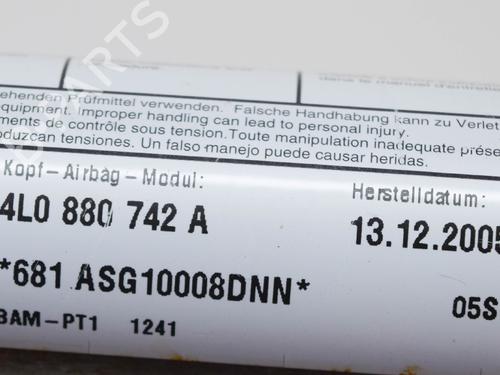 ehenden Prüfmittel verwenden. Falsche Handhabung kann zu Verlet
equipment. Improper handling can lead to personal injury.
ments de contrôle sous tension. Toute manipulation inadequate prése
oduzcan tensiones. Un falso manejo puede causar heridas.
Kopf-Airbag-Modul:
Herstelldatum:
4L0 880 742 A
13.12.2005
*681 ASG10008DNN*
05S
BAM-PT1 1241